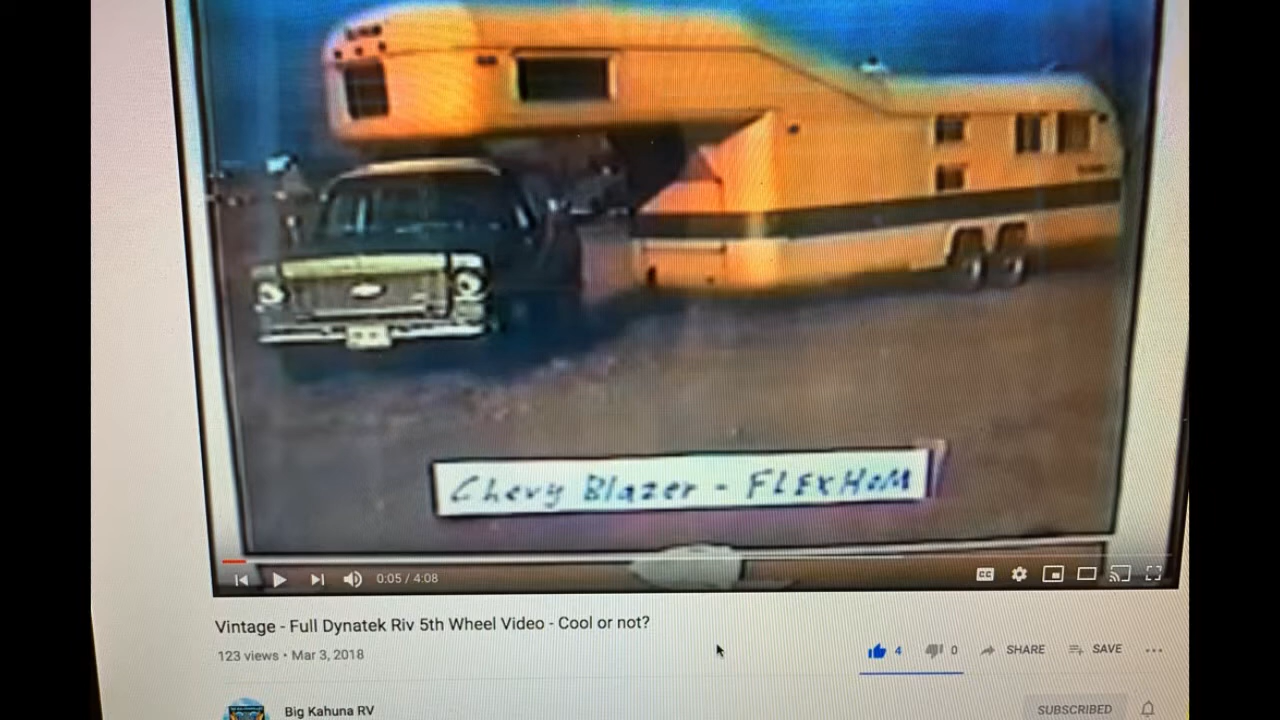 Chevy Blazer - FLExHoM
0:05 / 4:08
CC
Vintage - Full Dynatek Riv 5th Wheel Video - Cool or not?
123 views • Mar 3, 2018
4
0
SHARE
SAVE
Big Kahuna RV
SUBSCRIBED